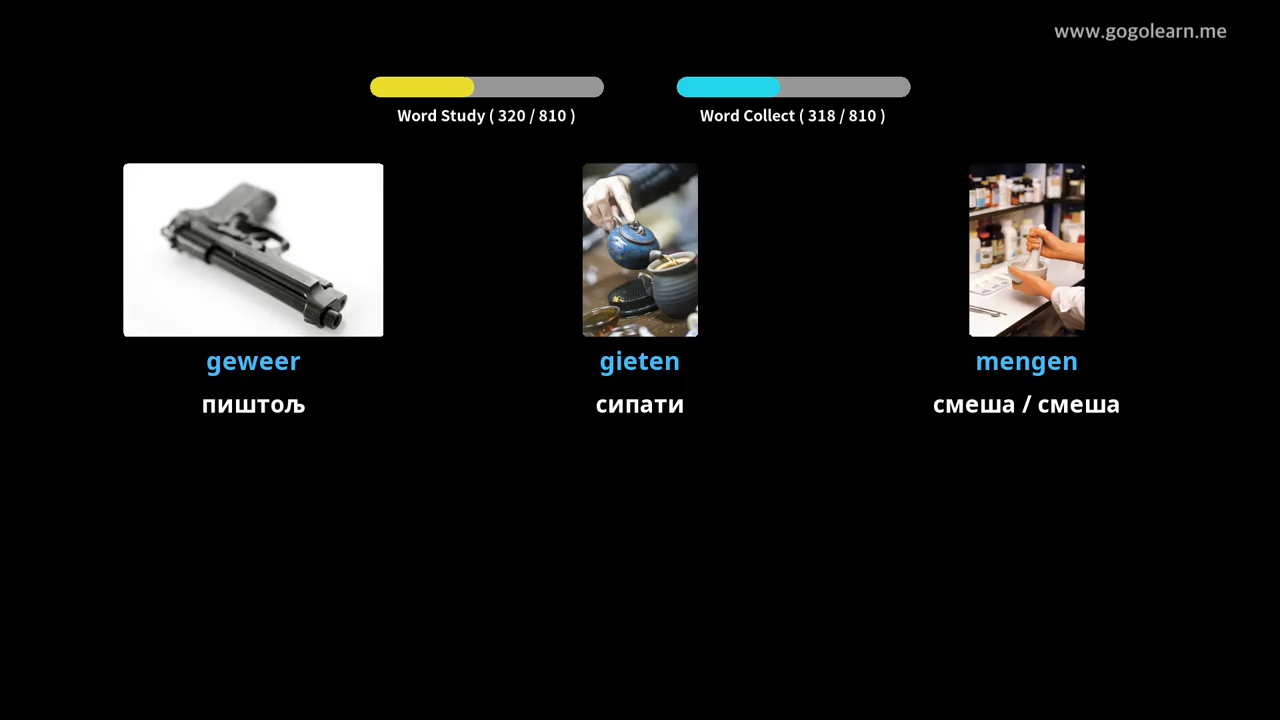 www.gogolearn.me
Word Study ( 320 / 810 )
Word Collect ( 318 / 810 )
geweer
gieten
mengen
пиштољ
сипати
смеша / смеша